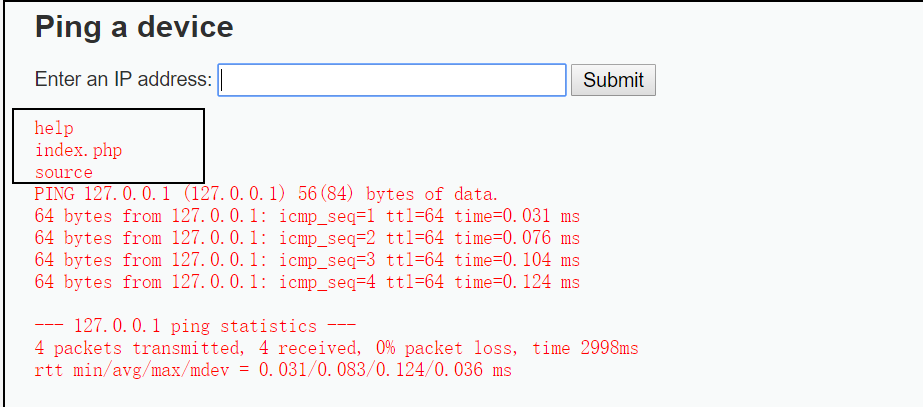 Ping a device
Enter an IP address: Submit
help
index.php
source
PING 127.0.0.1 (127.0.0.1) 56(84) bytes of data.
64 bytes from 127.0.0.1: icmp_seq=1 ttl=64 time=0.031 ms
64 bytes from 127.0.0.1: icmp_seq=2 ttl=64 time=0.076 ms
64 bytes from 127.0.0.1: icmp_seq=3 ttl=64 time=0.104 ms
64 bytes from 127.0.0.1: icmp_seq=4 ttl=64 time=0.124 ms
--- 127.0.0.1 ping statistics ---
4 packets transmitted, 4 received, 0% packet loss, time 2998ms
rtt min/avg/max/mdev = 0.031/0.083/0.124/0.036 ms